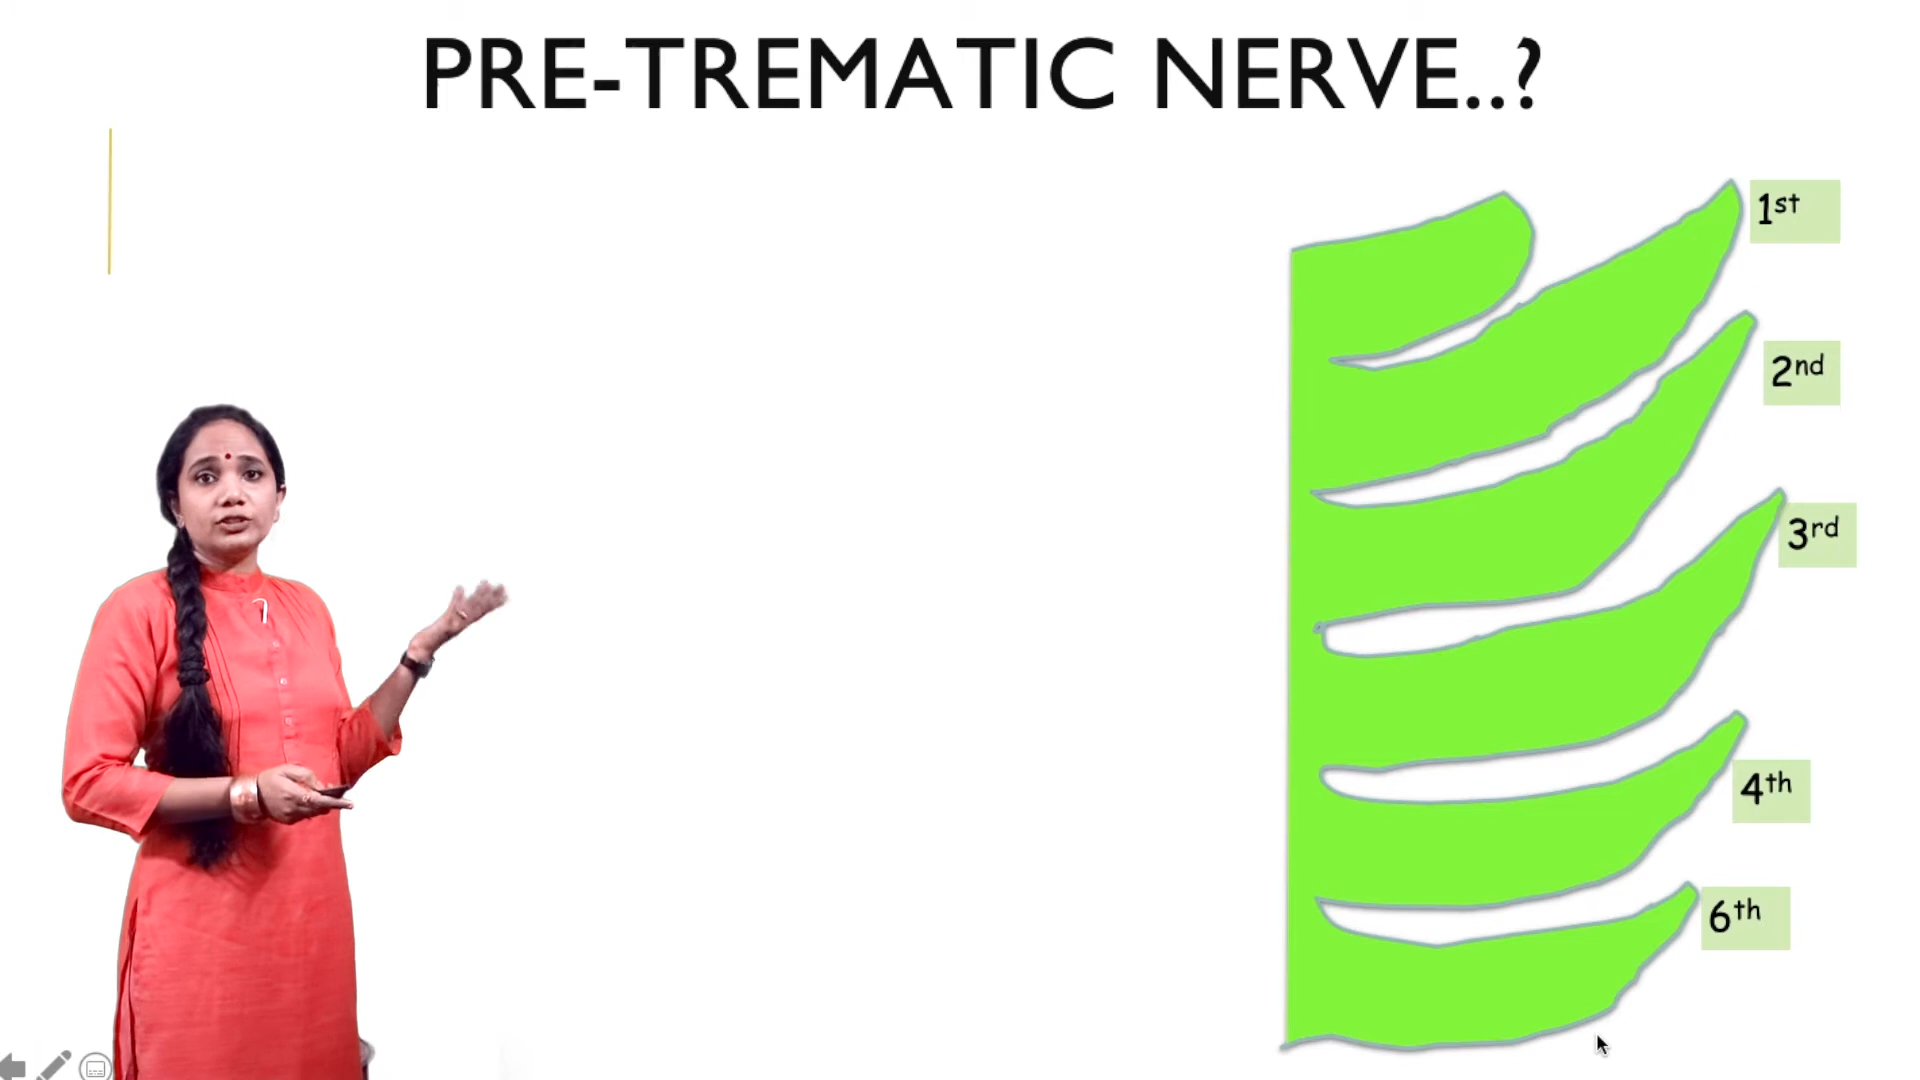 PRE-TREMATIC NERVE..?
1st
2nd
3rd
4th
6th